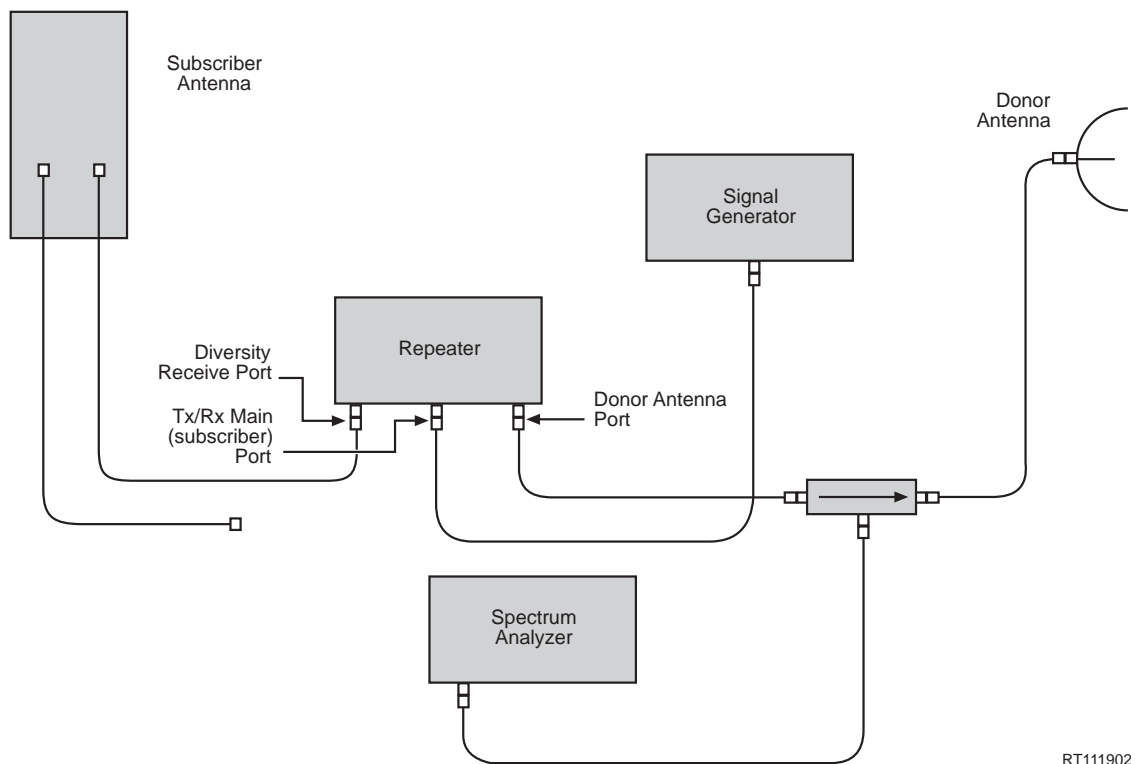 Subscriber
Antenna
Donor
Antenna
Signal
Generator
Repeater
Diversity
Receive Port
Tx/Rx Main
(subscriber)
Port
Donor Antenna
Port
Spectrum
Analyzer
RT111902